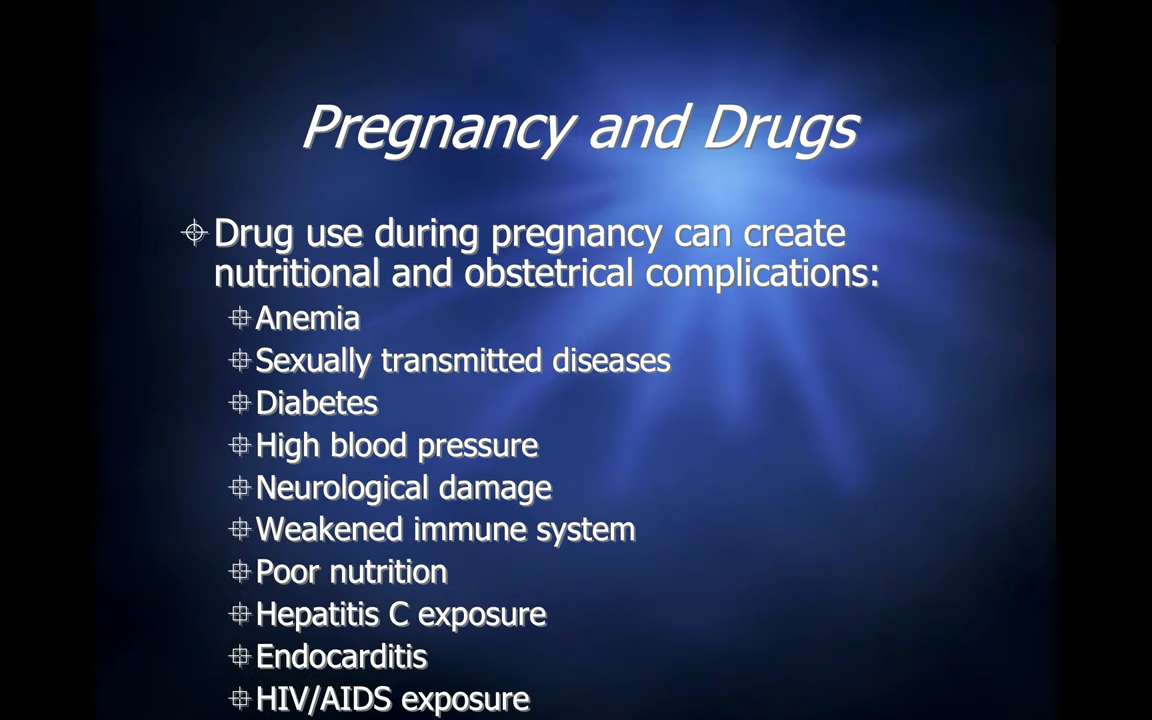 Pregnancy and Drugs
Drug use during pregnancy can create
nutritional and obstetrical complications:
Anemia
Sexually transmitted diseases
Diabetes
High blood pressure
Neurological damage
Weakened immune system
Poor nutrition
Hepatitis C exposure
Endocarditis
HIV/AIDS exposure